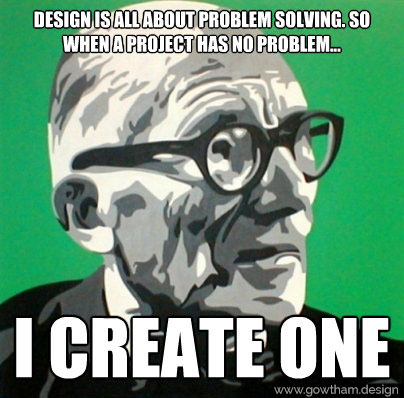 DESIGN IS ALL ABOUT PROBLEM SOLVING. SO
WHEN A PROJECT HAS NO PROBLEM...
I CREATE ONE
www.gowtham.design